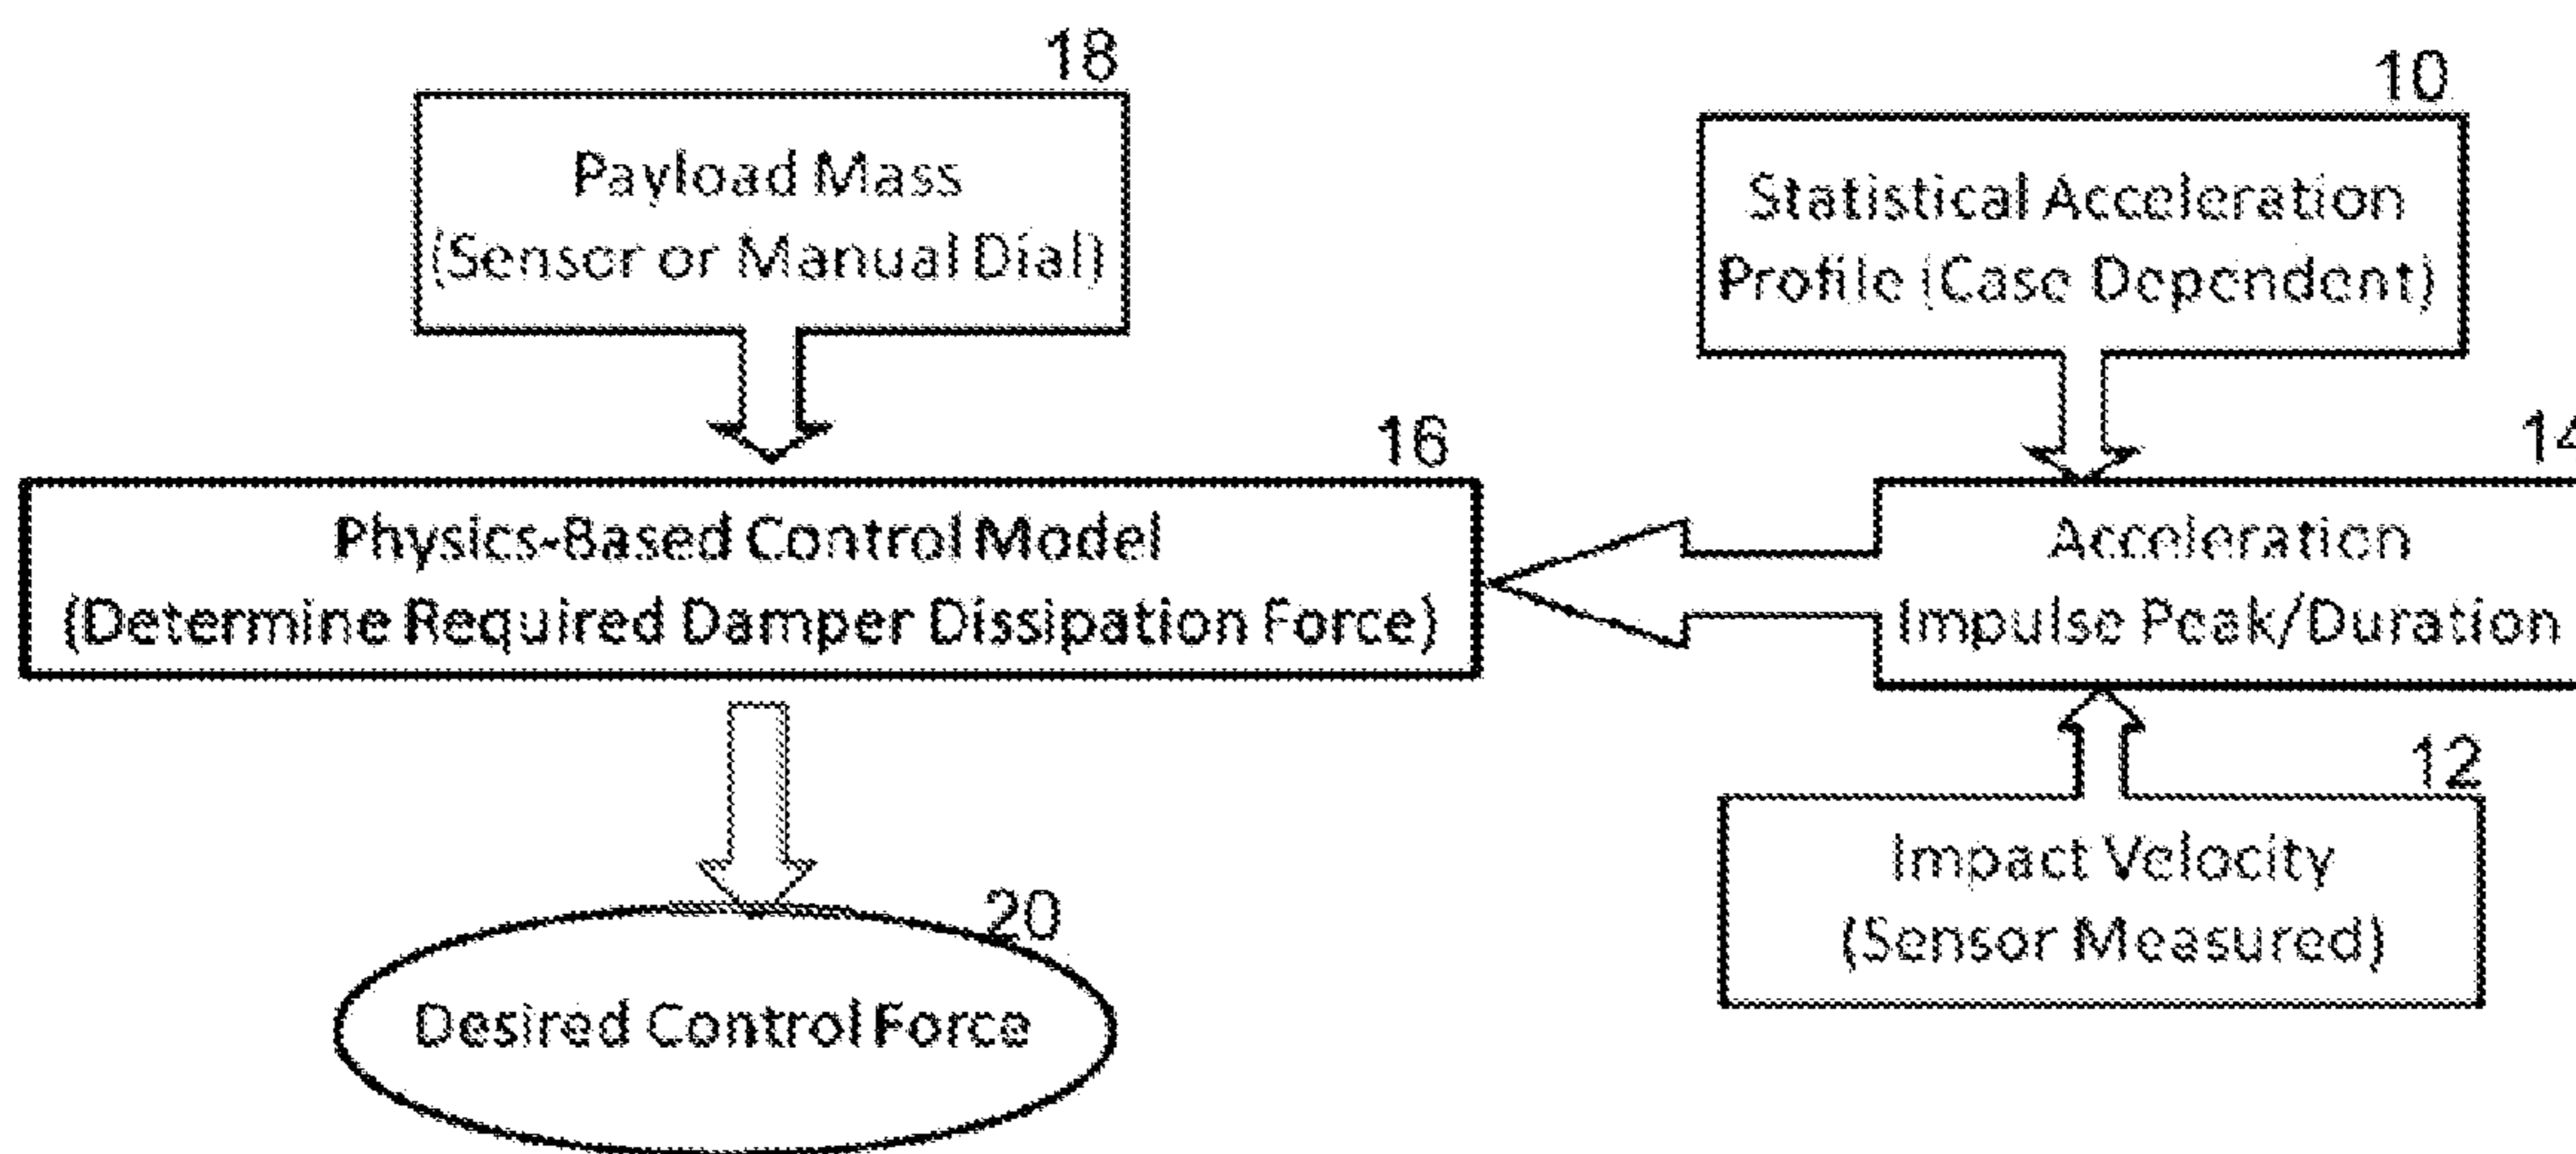 18
Payload Mass
(Sensor or Manual Dial)
10
Statistical Acceleration
Profile (Case Dependent)
16
Physics-Based Control Model
(Determine Required Damper Dissipation Force)
14
Acceleration
Impulse Peak/Duration
12
Impact Velocity
(Sensor Measured)
20
Desired Control Force